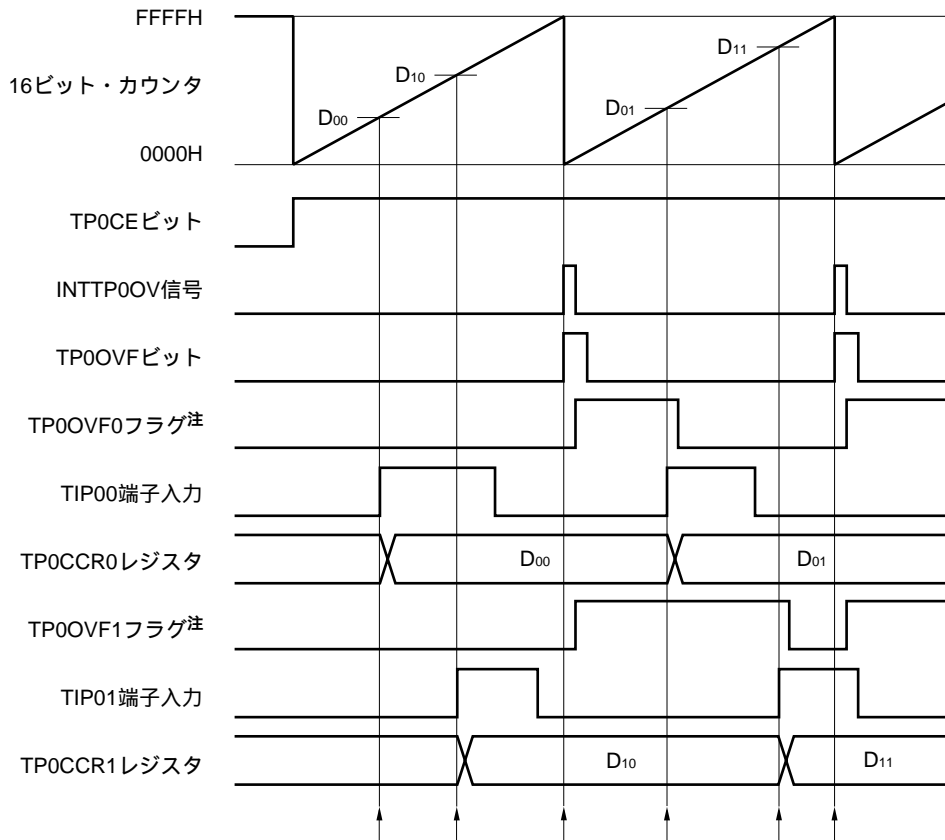 FFFFH
16ビット・カウンタ
0000H
D10
D00
D11
D01
TP0CEビット
INTTP0OV信号
TP0OVFビット
TP0OVF0フラグ注
TIP00端子入力
TP0CCR0レジスタ
D00
D01
TP0OVF1フラグ注
TIP01端子入力
TP0CCR1レジスタ
D10
D11